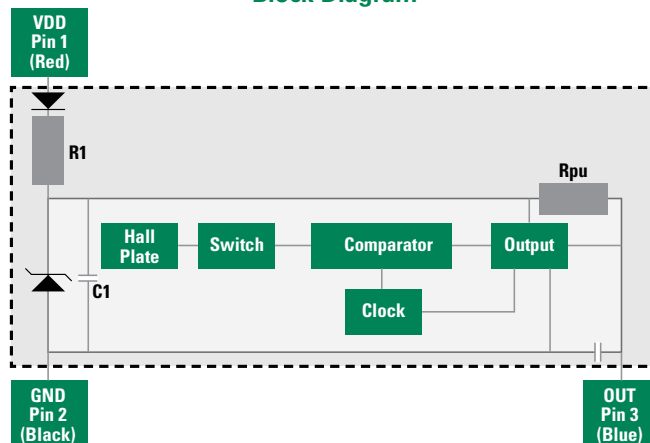 Block Diagram
VDD
Pin 1
(Red)
R1
Rpu
Hall
Plate
Switch
Comparator
Output
C1
Clock
GND
Pin 2
(Black)
OUT
Pin 3
(Blue)